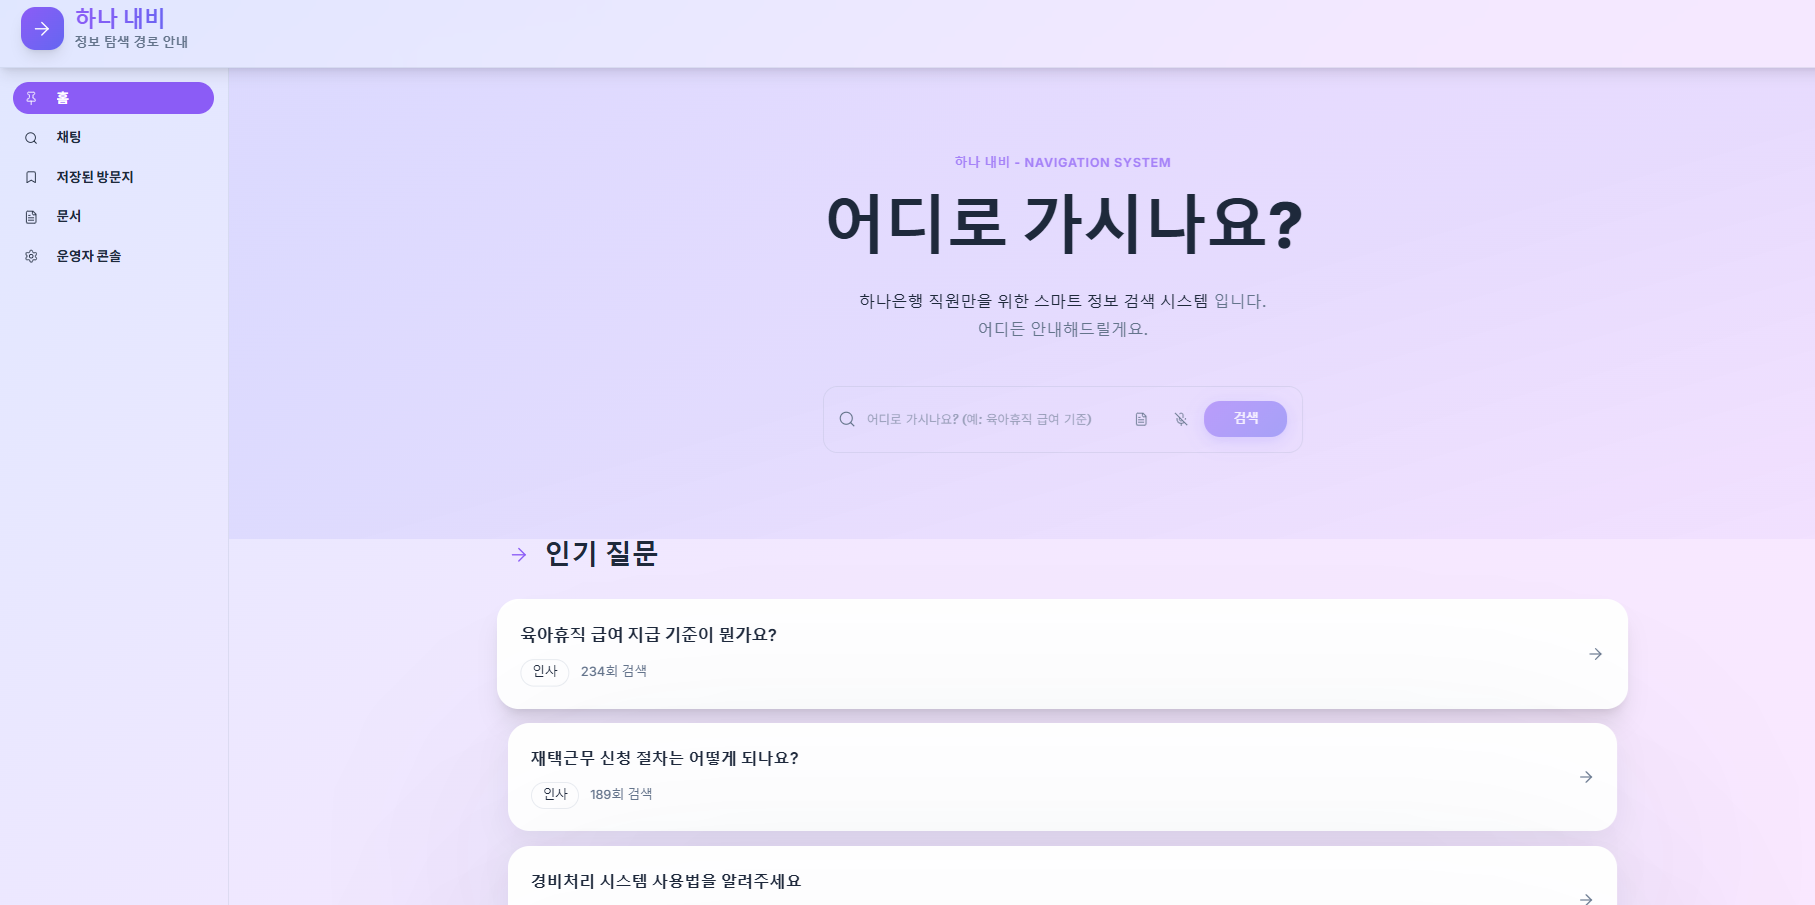 하나 내비
정보 탐색 경로 안내
홈
채팅
저장된 방문지
문서
운영자 콘솔
하나 내비 - NAVIGATION SYSTEM
어디로 가시나요?
하나은행 직원만을 위한 스마트 정보 검색 시스템 입니다.
어디든 안내해드릴게요.
어디로 가시나요? (예: 육아휴직 급여 기준)
검색
인기 질문
육아휴직 급여 지급 기준이 뭔가요?
인사 234회 검색
재택근무 신청 절차는 어떻게 되나요?
인사 189회 검색
경비처리 시스템 사용법을 알려주세요